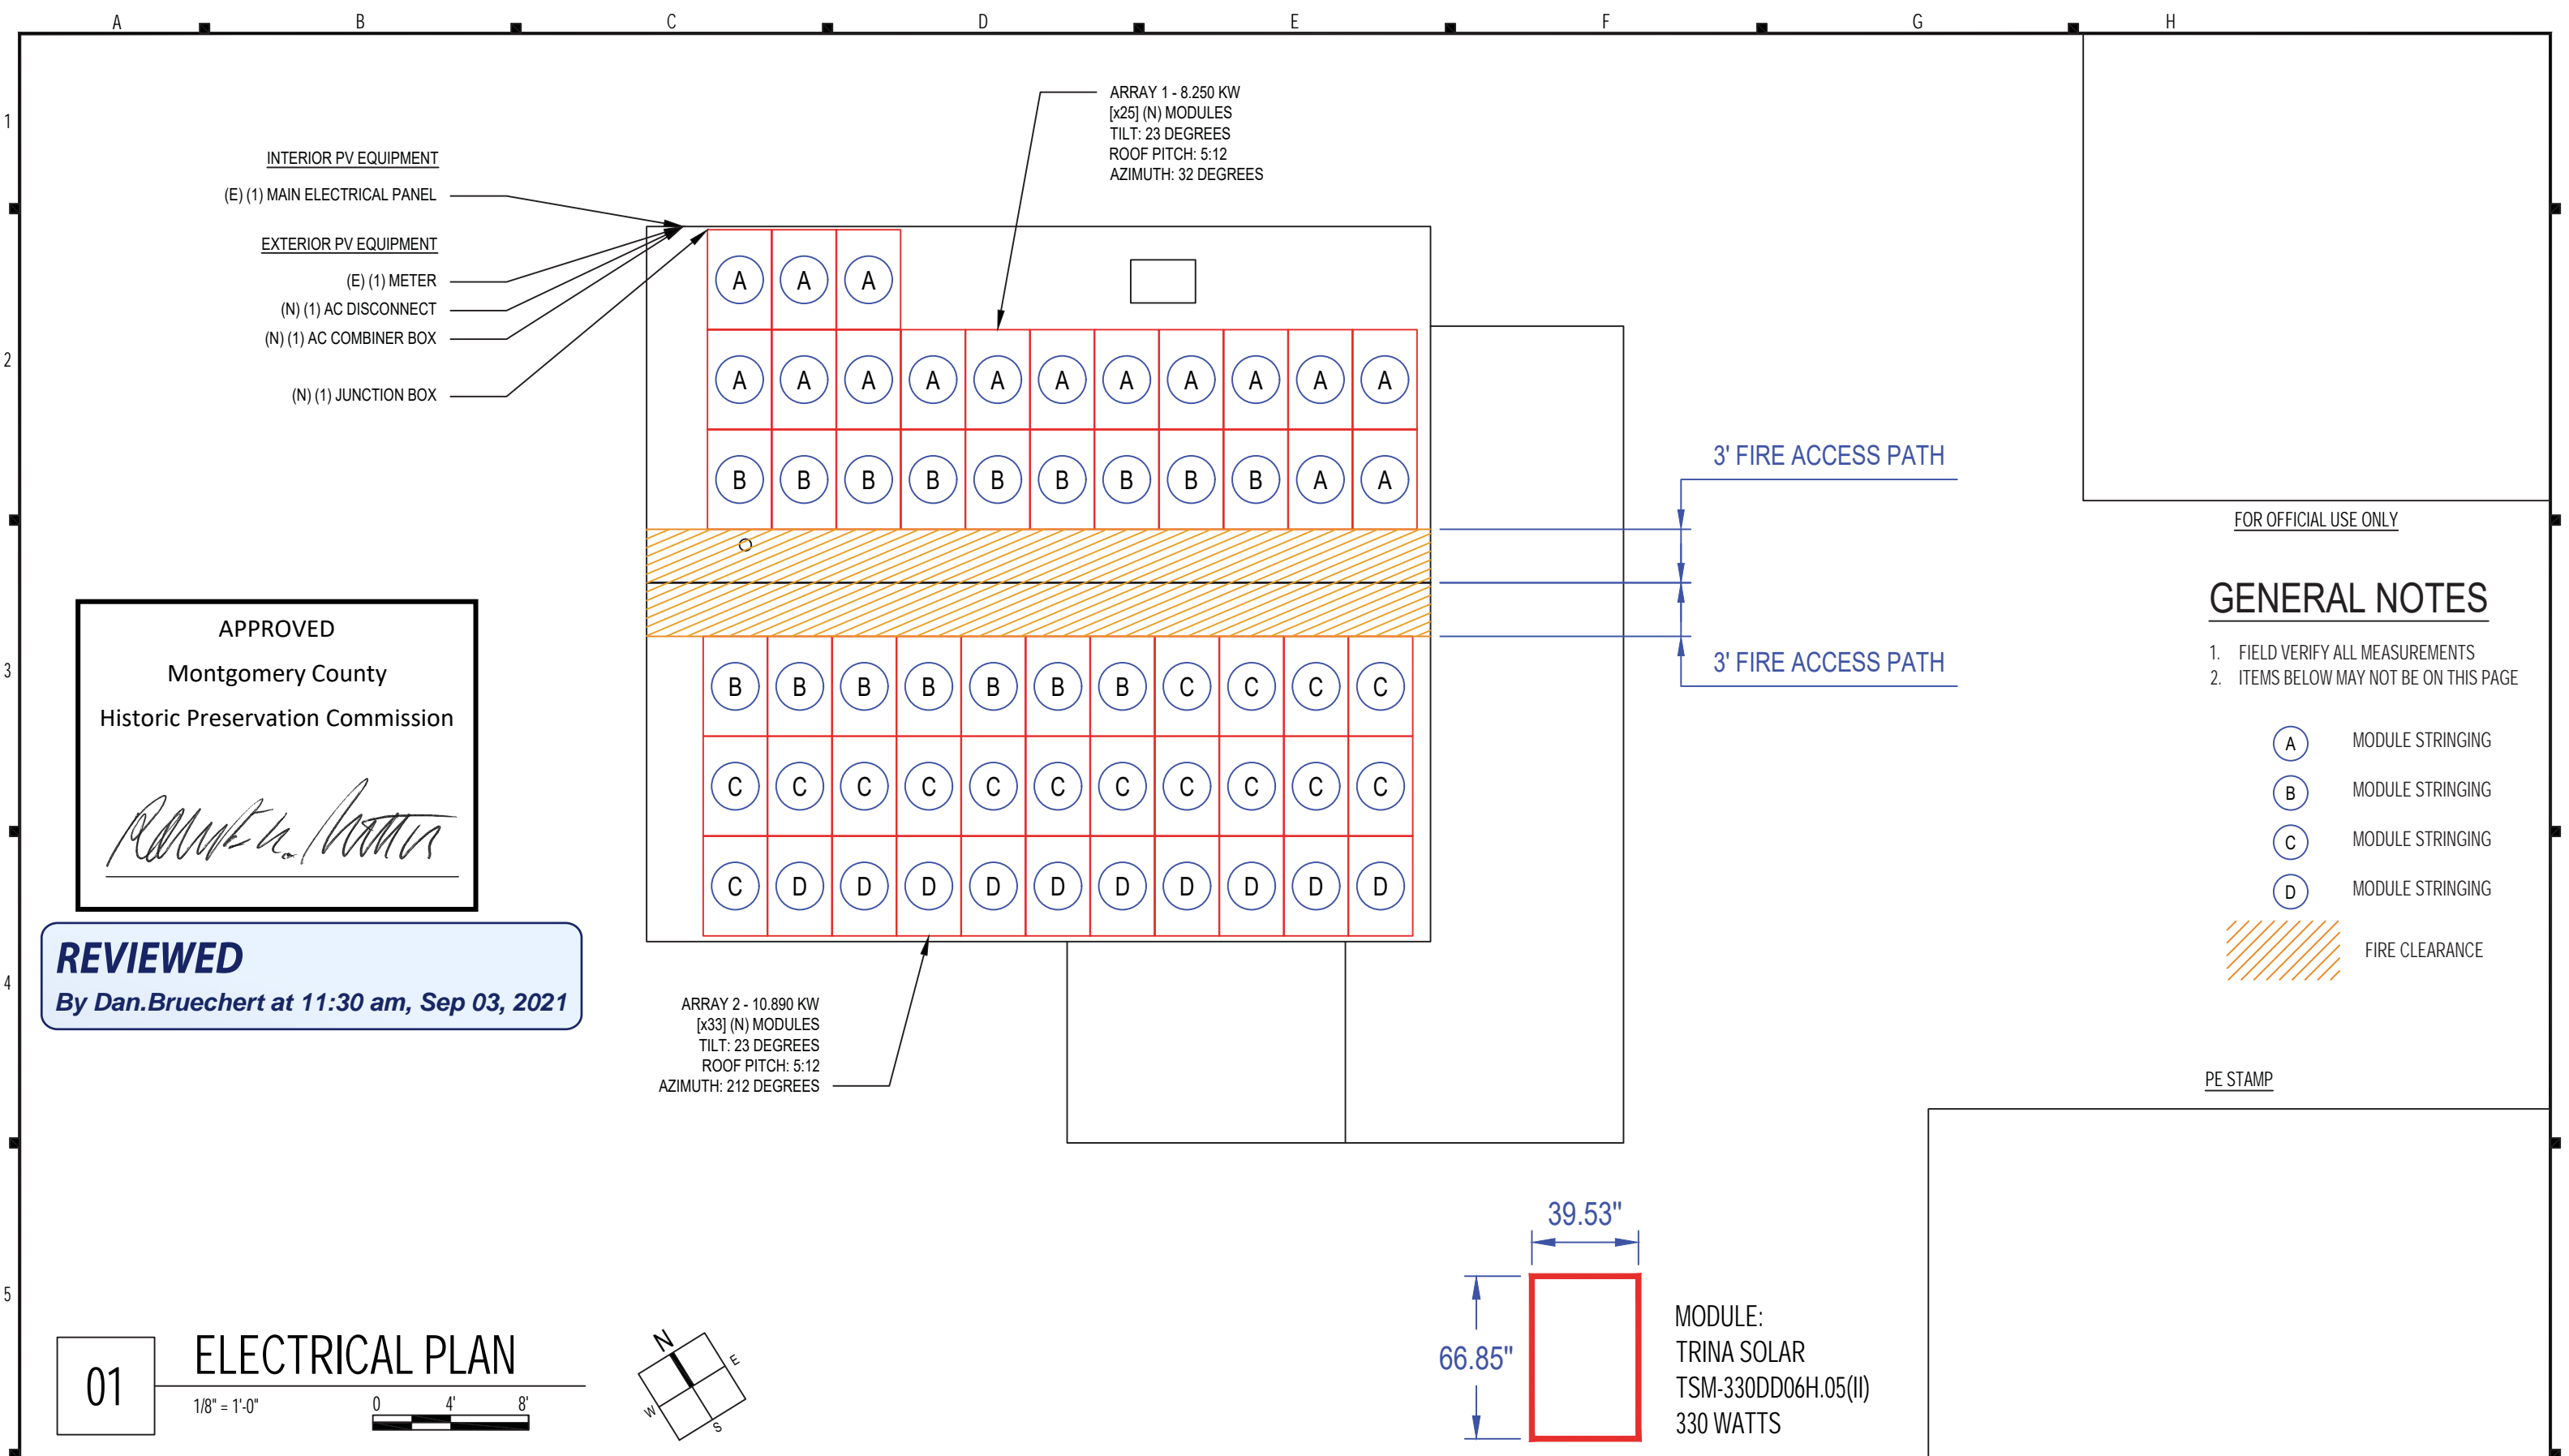 A B C D E F G H
1
2
3
4
5
INTERIOR PV EQUIPMENT
(E) (1) MAIN ELECTRICAL PANEL
EXTERIOR PV EQUIPMENT
(E) (1) METER
(N) (1) AC DISCONNECT
(N) (1) AC COMBINER BOX
(N) (1) JUNCTION BOX
ARRAY 1 - 8.250 KW
[x25] (N) MODULES
TILT: 23 DEGREES
ROOF PITCH: 5:12
AZIMUTH: 32 DEGREES
A A A
A A A A A A A A A A A
B B B B B B B B B A A
B B B B B B B C C C C
C C C C C C C C C C C
C D D D D D D D D D D
3' FIRE ACCESS PATH
3' FIRE ACCESS PATH
ARRAY 2 - 10.890 KW
[x33] (N) MODULES
TILT: 23 DEGREES
ROOF PITCH: 5:12
AZIMUTH: 212 DEGREES
APPROVED
Montgomery County
Historic Preservation Commission
REVIEWED
By Dan.Bruechert at 11:30 am, Sep 03, 2021
FOR OFFICIAL USE ONLY
GENERAL NOTES
1. FIELD VERIFY ALL MEASUREMENTS
2. ITEMS BELOW MAY NOT BE ON THIS PAGE
A MODULE STRINGING
B MODULE STRINGING
C MODULE STRINGING
D MODULE STRINGING
FIRE CLEARANCE
PE STAMP
01
ELECTRICAL PLAN
1/8" = 1'-0"
0 4' 8'
N
E
W
S
39.53"
66.85"
MODULE:
TRINA SOLAR
TSM-330DD06H.05(II)
330 WATTS